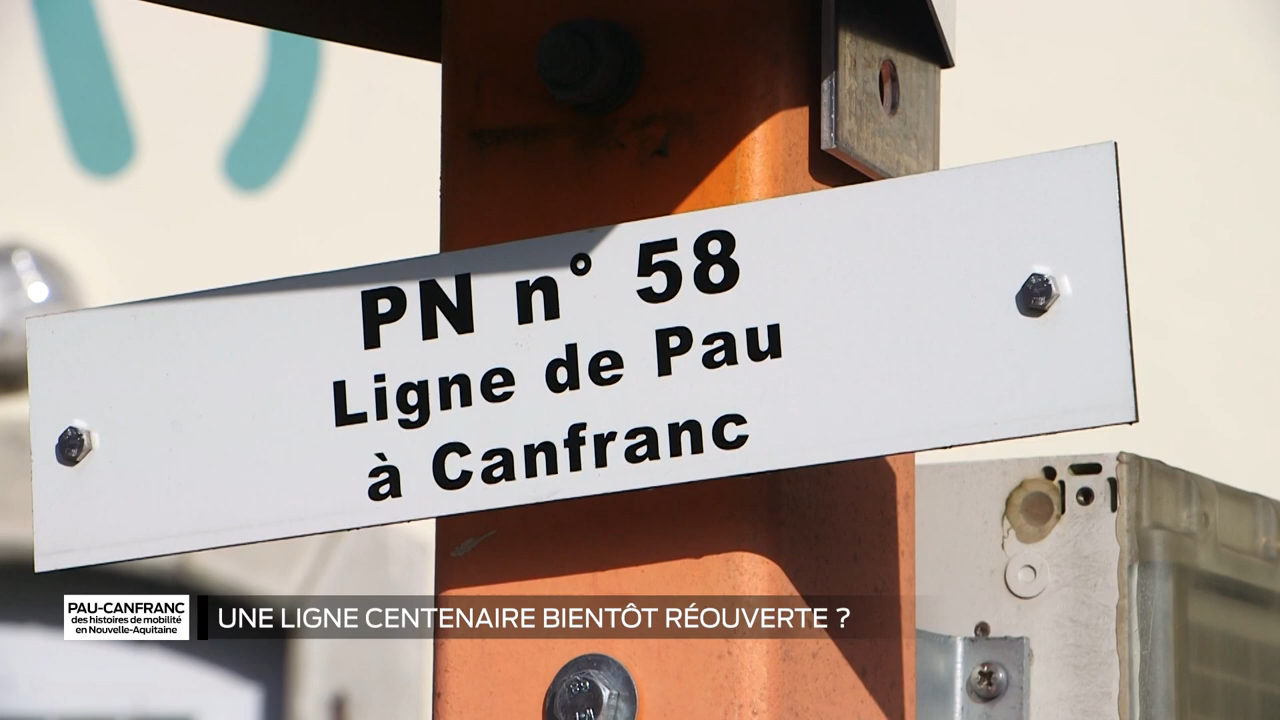 PN n° 58
Ligne de Pau
à Canfranc
PAU-CANFRANC
des histoires de mobilité
en Nouvelle-Aquitaine
UNE LIGNE CENTENAIRE BIENTÔT RÉOUVERTE ?